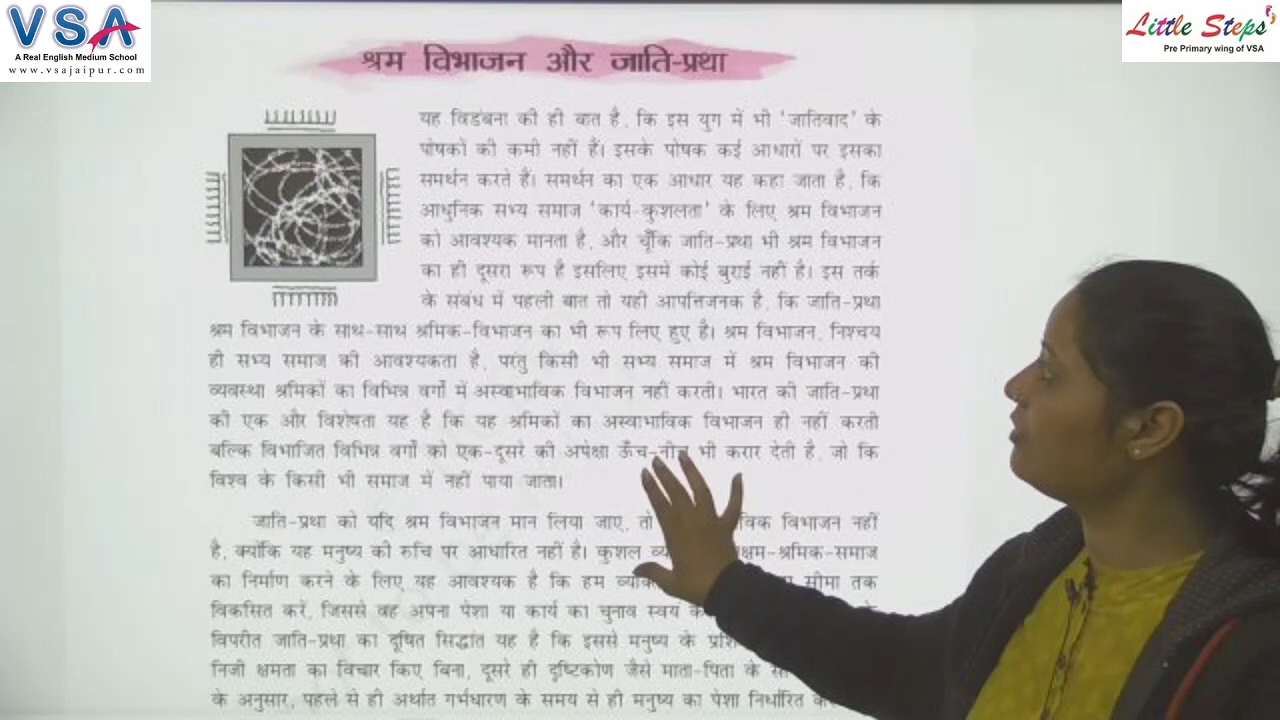 VSA
A Real English Medium School
www.vsajaipur.com
Little Steps
Pre Primary wing of VSA
श्रम विभाजन और जाति-प्रथा
यह विडंबना की ही बात है, कि इस युग में भी 'जातिवाद' के
पोषकों की कमी नहीं हैं। इसके पोषक कई आधारों पर इसका
समर्थन करते हैं। समर्थन का एक आधार यह कहा जाता है, कि
आधुनिक सभ्य समाज 'कार्य-कुशलता' के लिए श्रम विभाजन
को आवश्यक मानता है, और चूँकि जाति-प्रथा भी श्रम विभाजन
का ही दूसरा रूप है इसलिए इसमें कोई बुराई नहीं है। इस तर्क
के संबंध में पहली बात तो यही आपत्तिजनक है, कि जाति-प्रथा
श्रम विभाजन के साथ-साथ श्रमिक-विभाजन का भी रूप लिए हुए है। श्रम विभाजन, निश्चय
ही सभ्य समाज की आवश्यकता है, परंतु किसी भी सभ्य समाज में श्रम विभाजन की
व्यवस्था श्रमिकों का विभिन्न वर्गों में अस्वाभाविक विभाजन नहीं करती। भारत की जाति-प्रथा
की एक और विशेषता यह है कि यह श्रमिकों का अस्वाभाविक विभाजन ही नहीं करती
बल्कि विभाजित विभिन्न वर्गों को एक-दूसरे की अपेक्षा ऊँच-नीच भी करार देती है, जो कि
विश्व के किसी भी समाज में नहीं पाया जाता।
जाति-प्रथा को यदि श्रम विभाजन मान लिया जाए, तो विभाजन नहीं
है, क्योंकि यह मनुष्य की रुचि पर आधारित नहीं है। कुशल
का निर्माण करने के लिए यह आवश्यक है कि हम सीमा तक
विकसित करें, जिससे वह अपना पेशा या कार्य का चुनाव स्वयं
विपरीत जाति-प्रथा का दूषित सिद्धांत यह है कि इससे मनुष्य के
निजी क्षमता का विचार किए बिना, दूसरे ही दृष्टिकोण जैसे माता-पिता के
के अनुसार, पहले से ही अर्थात गर्भधारण के समय से ही मनुष्य का पेशा निर्धारित